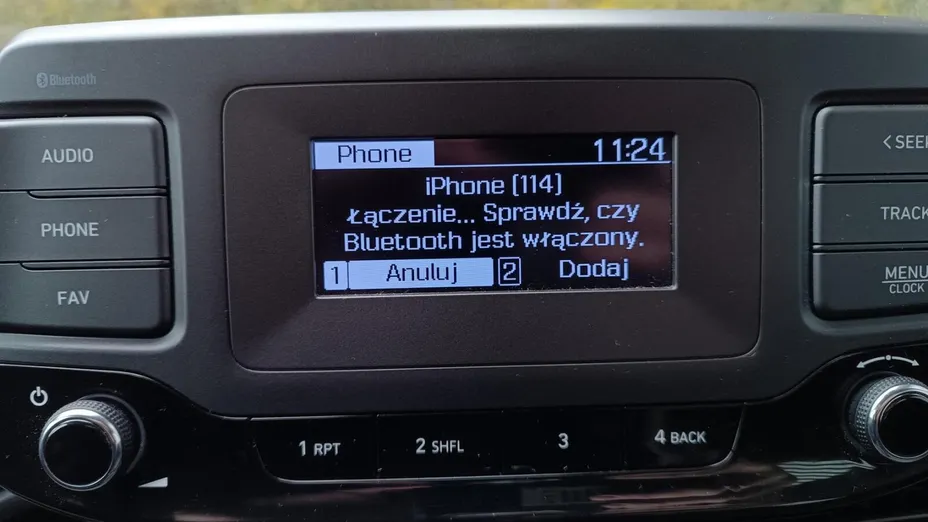 Bluetooth
AUDIO
PHONE
FAV
Phone 11:24
iPhone (114)
Łączenie... Sprawdź, czy
Bluetooth jest włączony.
1 Anuluj 2 Dodaj
< SEEK
TRACK
MENU
CLOCK
1 RPT 2 SHFL 3 4 BACK